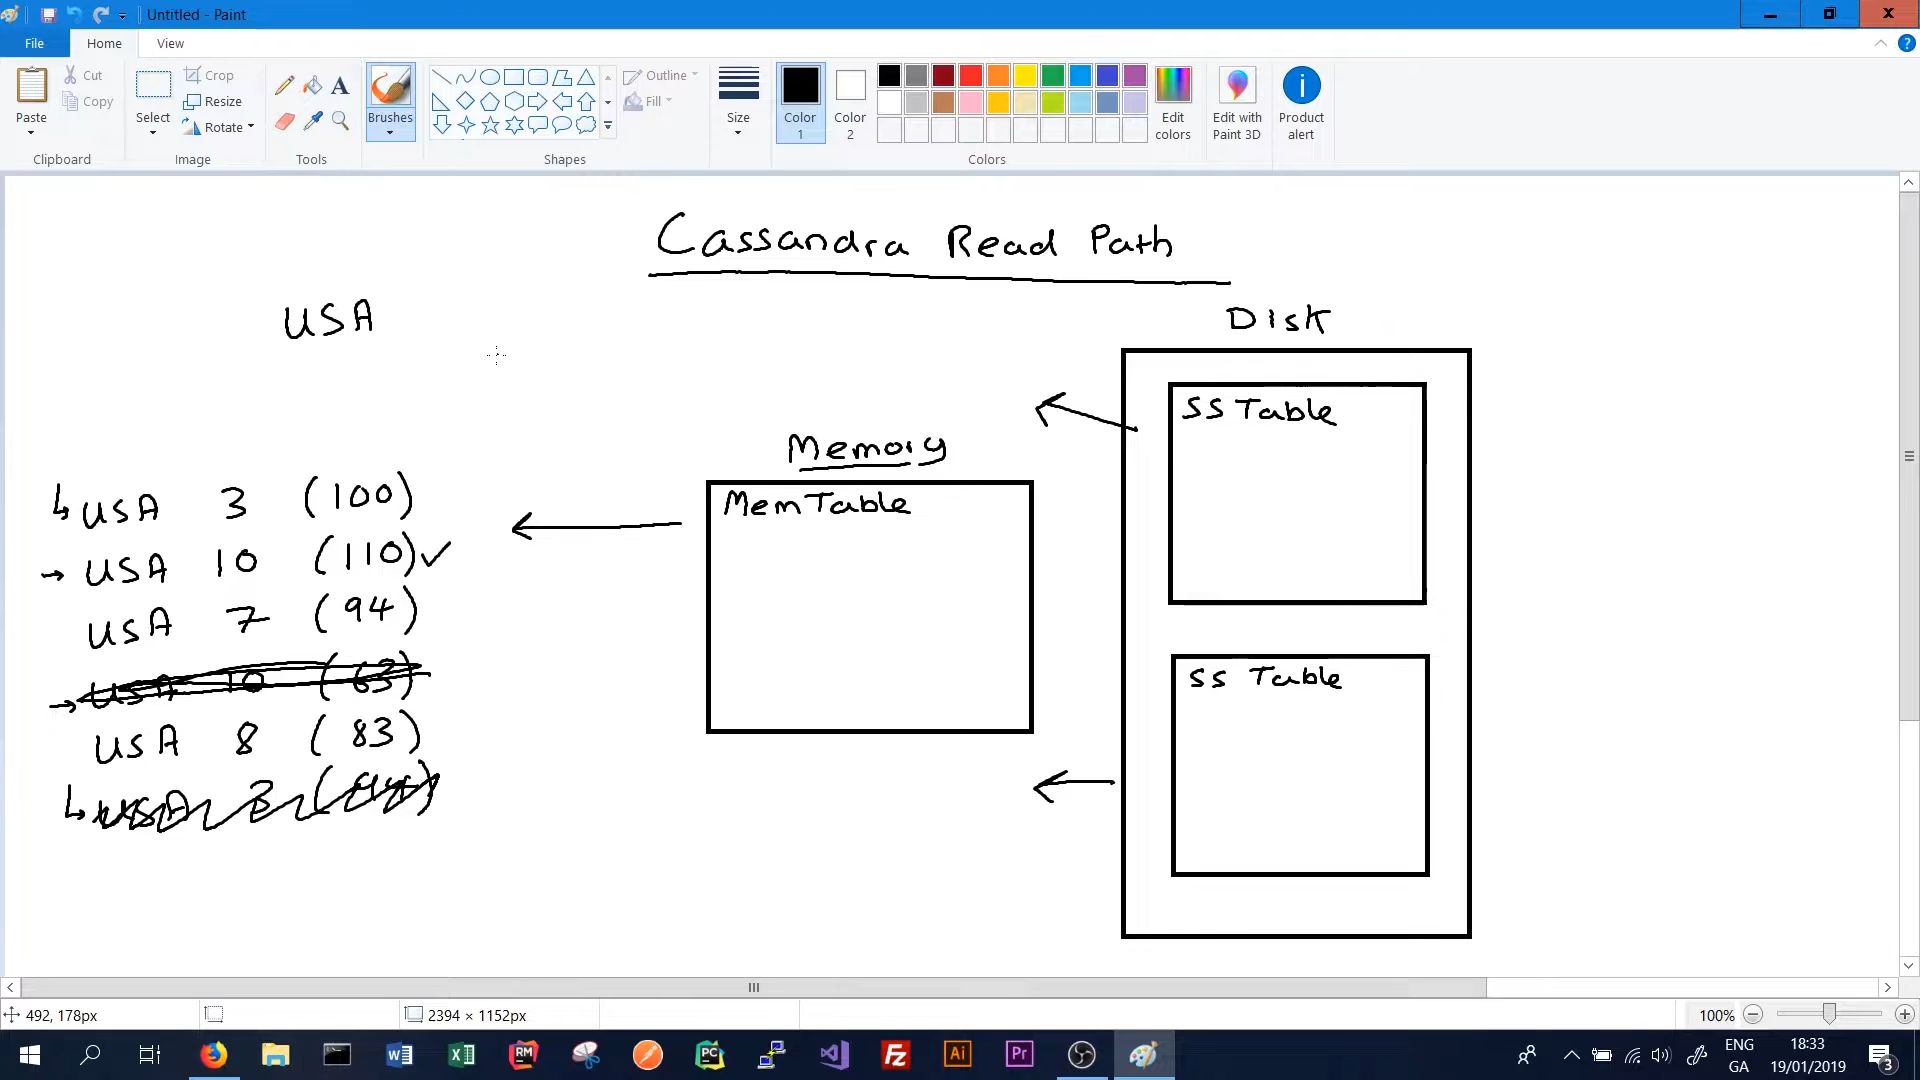 Untitled - Paint
File Home View
Paste
Cut
Copy
Clipboard
Select
Crop
Resize
Rotate
Image
Tools
Brushes
Outline
Fill
Shapes
Size
Color 1
Color 2
Edit colors
Colors
Edit with Paint 3D
Product alert
Cassandra Read Path
USA
Disk
SS Table
Memory
MemTable
USA 3 (100)
USA 10 (110)
USA 7 (94)
USA 10 (63)
USA 8 (83)
USA
SS Table
492, 178px
2394 × 1152px
100%
ENG
GA
18:33
19/01/2019
3